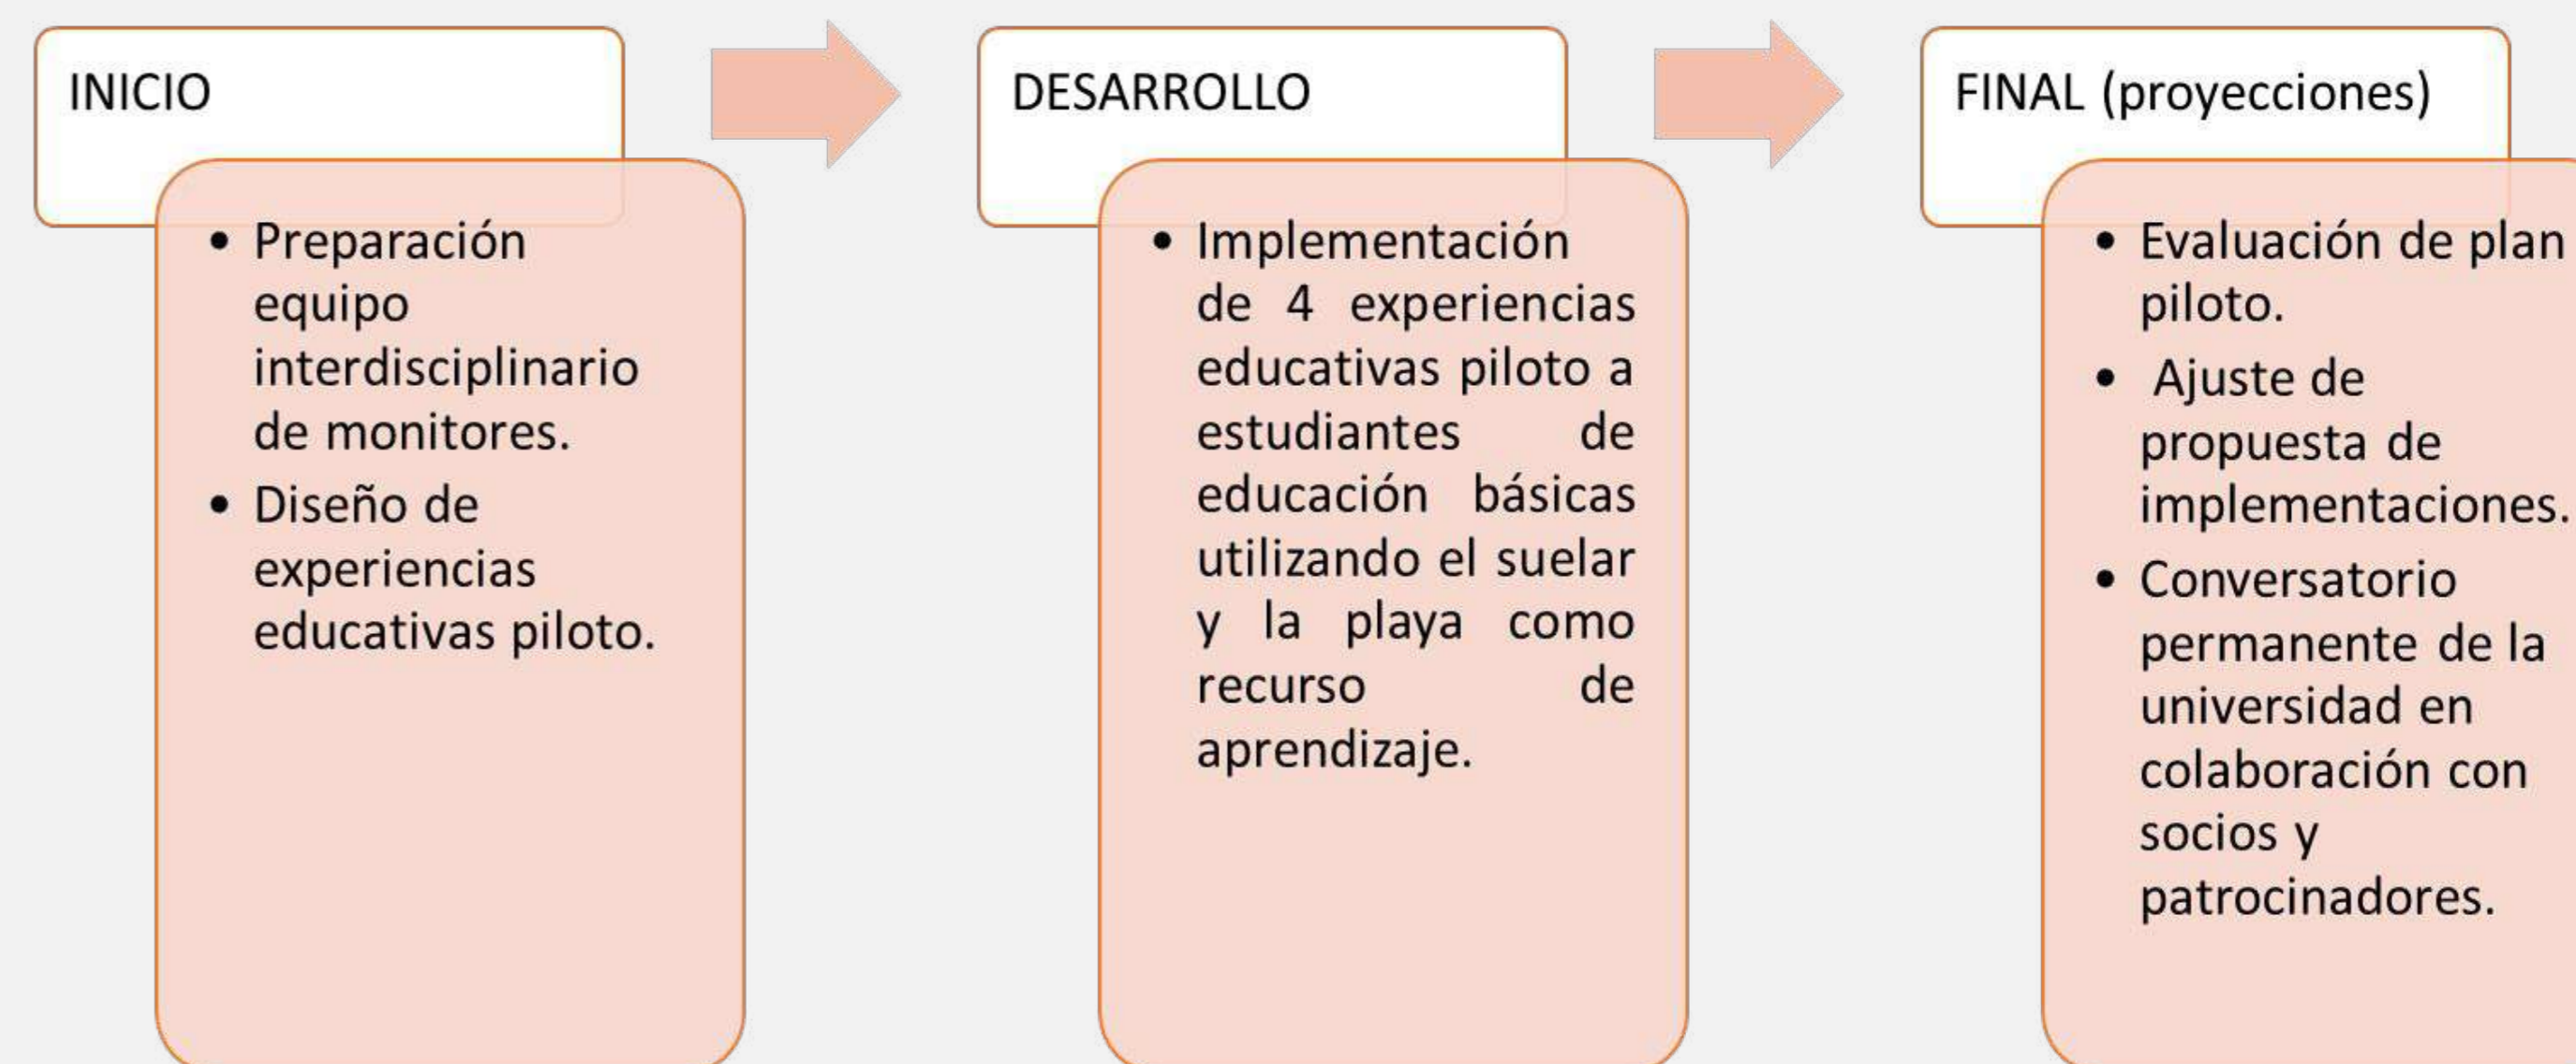 INICIO
• Preparación
equipo
interdisciplinario
de monitores.
• Diseño de
experiencias
educativas piloto.
DESARROLLO
• Implementación
de 4 experiencias
educativas piloto a
estudiantes de
educación básicas
utilizando el suelar
y la playa como
recurso de
aprendizaje.
FINAL (proyecciones)
• Evaluación de plan
piloto.
• Ajuste de
propuesta de
implementaciones.
• Conversatorio
permanente de la
universidad en
colaboración con
socios y
patrocinadores.